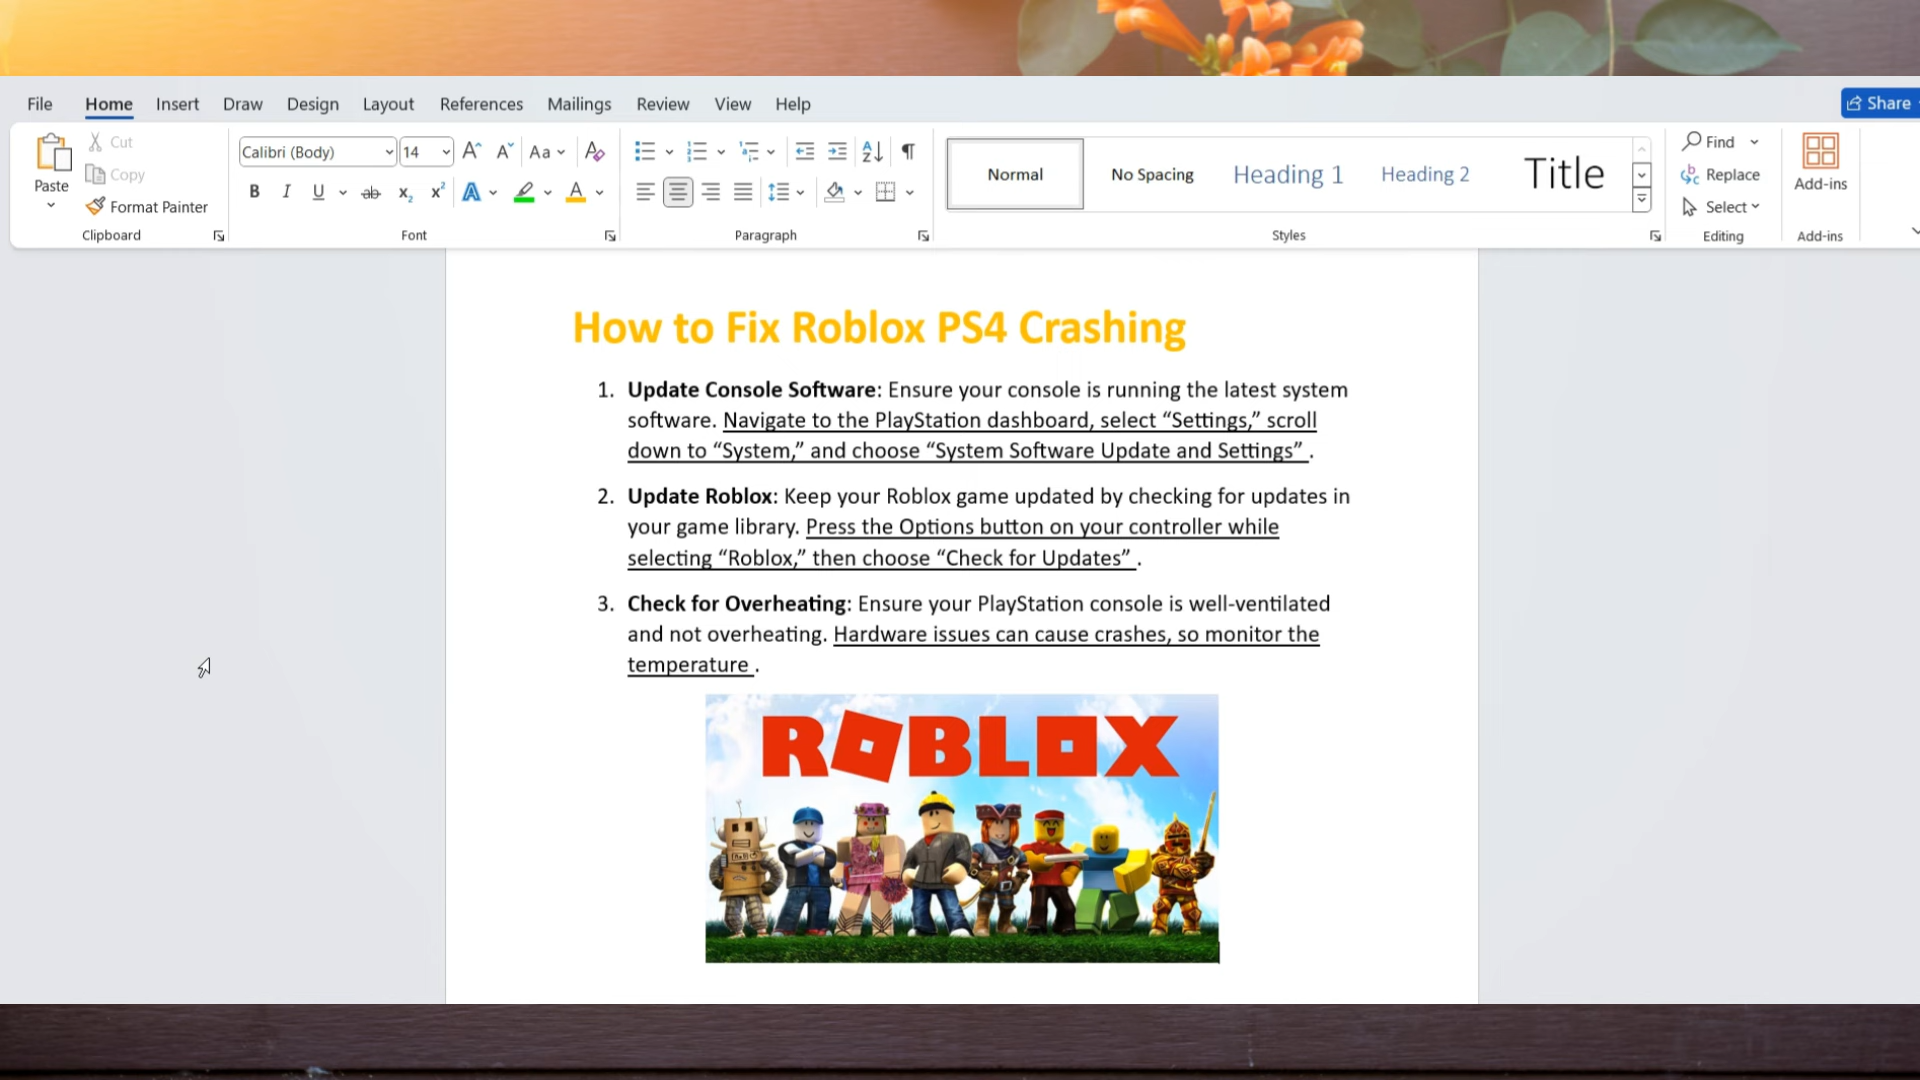 File Home Insert Draw Design Layout References Mailings Review View Help Share
Paste
Cut
Copy
Format Painter
Clipboard
Calibri (Body) 14
Font
Paragraph
Normal No Spacing Heading 1 Heading 2 Title
Styles
Find
Replace
Select
Editing
Add-ins
Add-ins
How to Fix Roblox PS4 Crashing
1. Update Console Software: Ensure your console is running the latest system
software. Navigate to the PlayStation dashboard, select “Settings,” scroll
down to “System,” and choose “System Software Update and Settings” .
2. Update Roblox: Keep your Roblox game updated by checking for updates in
your game library. Press the Options button on your controller while
selecting “Roblox,” then choose “Check for Updates” .
3. Check for Overheating: Ensure your PlayStation console is well-ventilated
and not overheating. Hardware issues can cause crashes, so monitor the
temperature .
ROBLOX